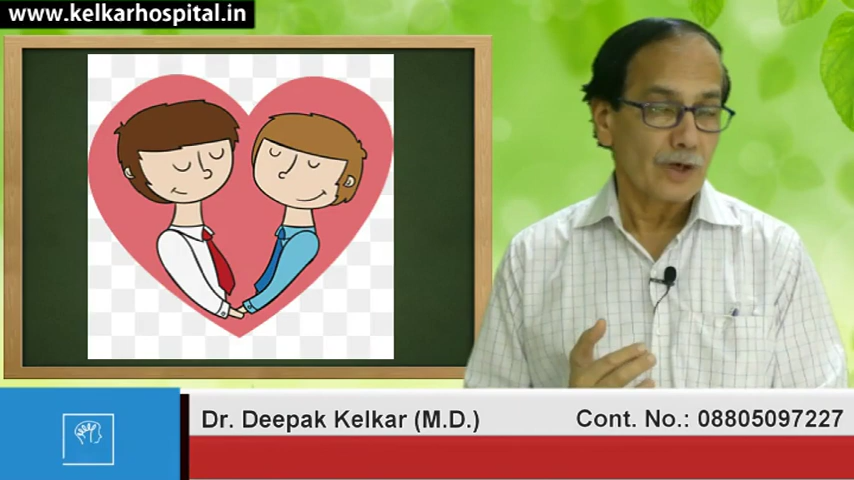 www.kelkarhospital.in
Dr. Deepak Kelkar (M.D.)
Cont. No.: 08805097227